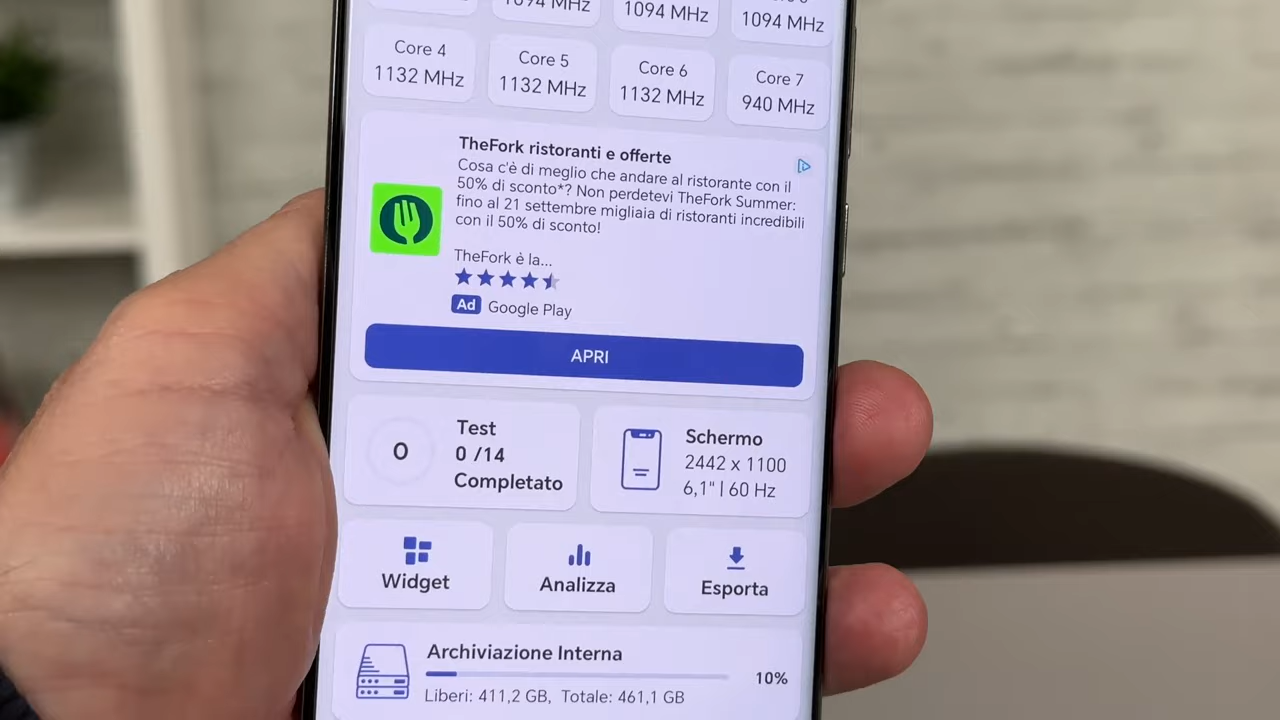 1094 MHz
1094 MHz
1094 MHz
Core 4
1132 MHz
Core 5
1132 MHz
Core 6
1132 MHz
Core 7
940 MHz
TheFork ristoranti e offerte
Cosa c'è di meglio che andare al ristorante con il
50% di sconto*? Non perdetevi TheFork Summer:
fino al 21 settembre migliaia di ristoranti incredibili
con il 50% di sconto!
TheFork è la...
Ad Google Play
APRI
0
Test
0 /14
Completato
Schermo
2442 x 1100
6,1" | 60 Hz
Widget
Analizza
Esporta
Archiviazione Interna
10%
Liberi: 411,2 GB, Totale: 461,1 GB